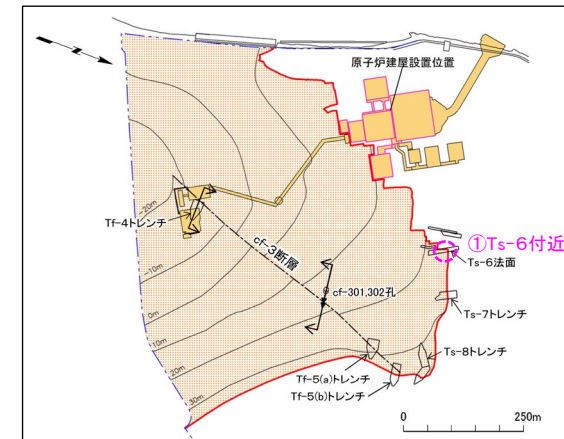 原子炉建屋設置位置
-20m
Tf-4トレンチ
-10m
cf-3断層
①Ts-6付近
Ts-6法面
0m
cf-301,302孔
Ts-7トレンチ
10m
20m
Ts-8トレンチ
Tf-5(a)トレンチ
30m
Tf-5(b)トレンチ
0 250m